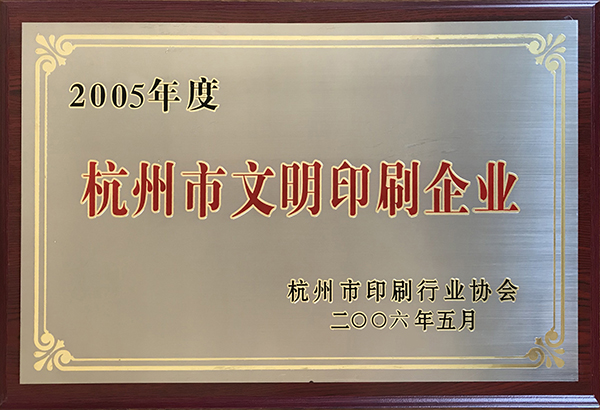 2005年度
杭州市文明印刷企业
杭州市印刷行业协会
二〇〇六年五月